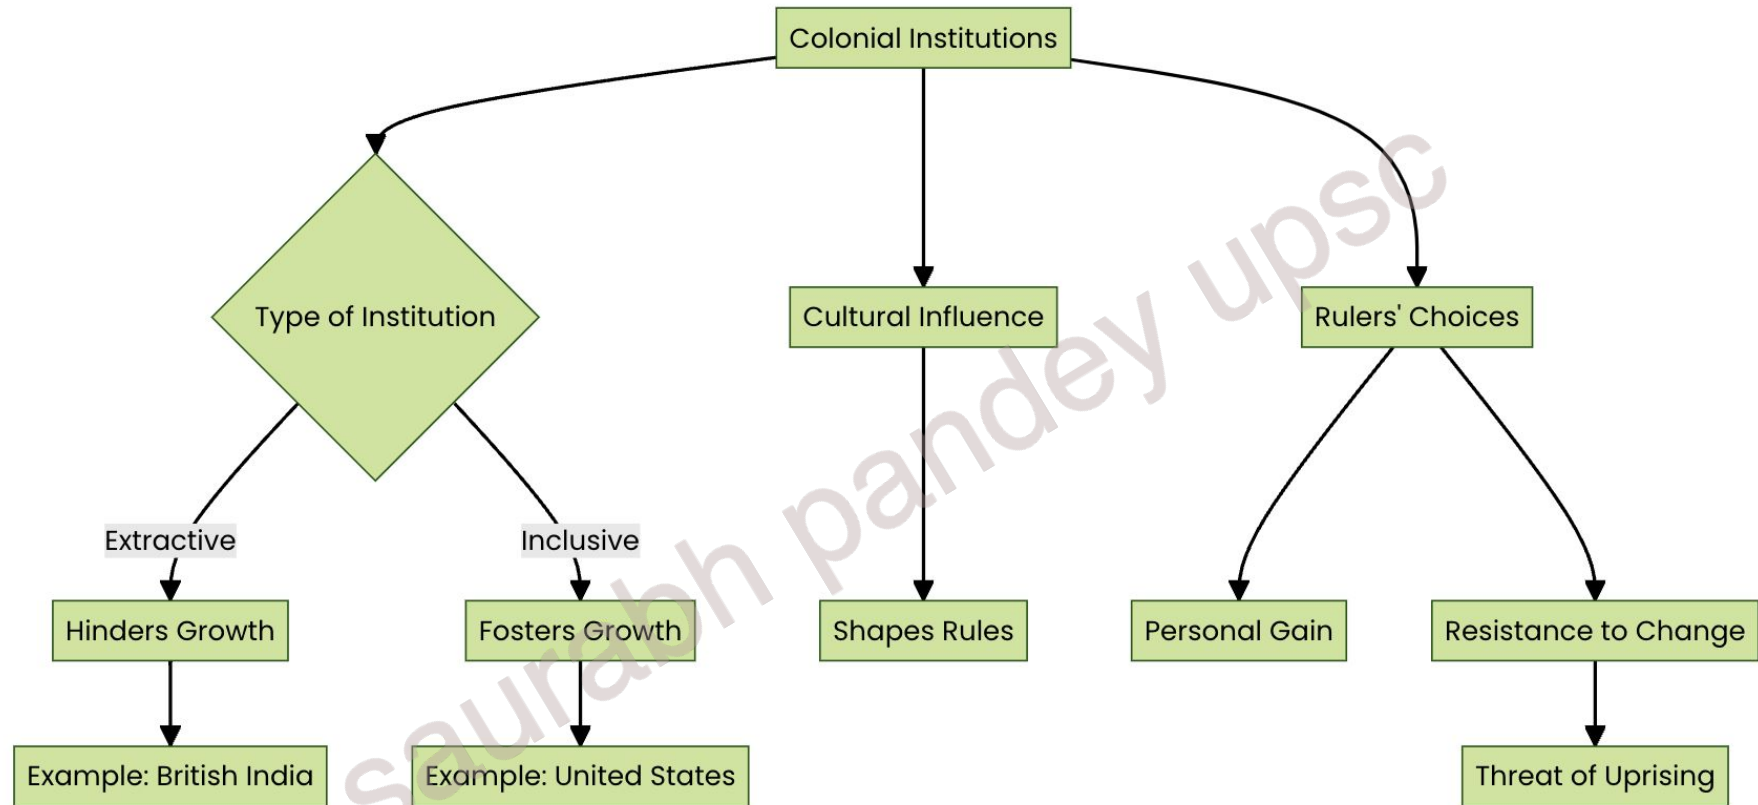 Colonial Institutions
Type of Institution
Cultural Influence
Rulers' Choices
Extractive
Inclusive
Hinders Growth
Fosters Growth
Shapes Rules
Personal Gain
Resistance to Change
Example: British India
Example: United States
Threat of Uprising
saurabh pandey upsc